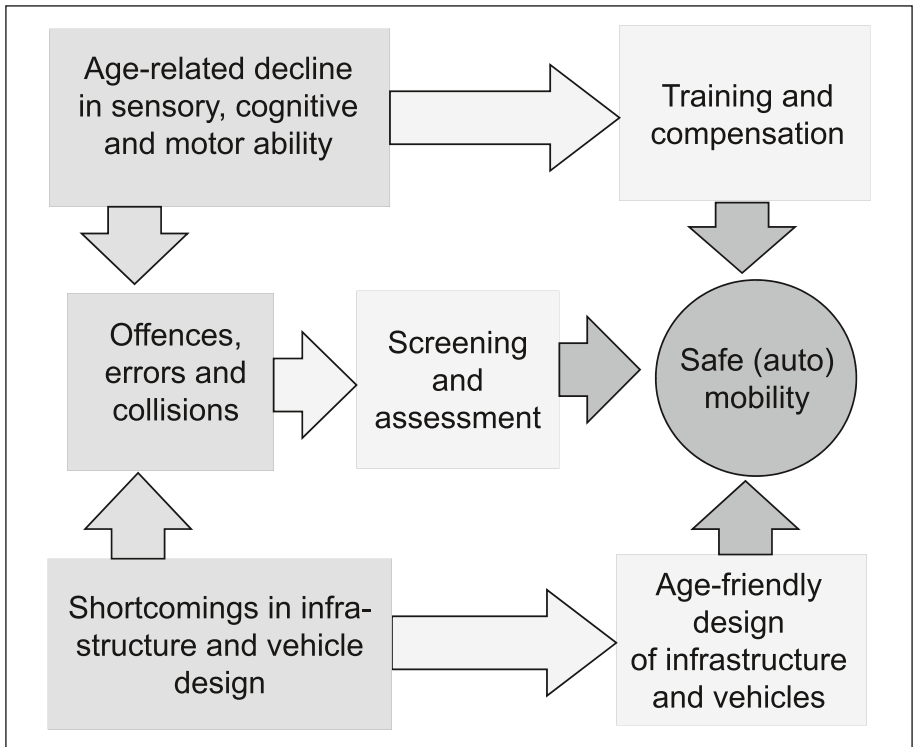 Age-related decline
in sensory, cognitive
and motor ability
Training and
compensation
Offences,
errors and
collisions
Screening
and
assessment
Safe (auto)
mobility
Shortcomings in infra-
structure and vehicle
design
Age-friendly
design
of infrastructure
and vehicles